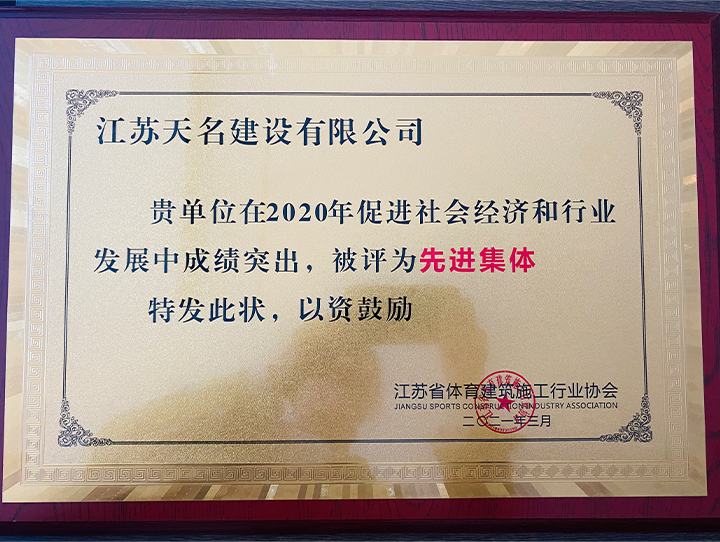 江苏天名建设有限公司
贵单位在2020年促进社会经济和行业
发展中成绩突出，被评为先进集体
特发此状，以资鼓励
江苏省体育建筑施工行业协会
JIANGSU SPORTS CONSTRUCTION INDUSTRY ASSOCIATION
二〇二一年三月